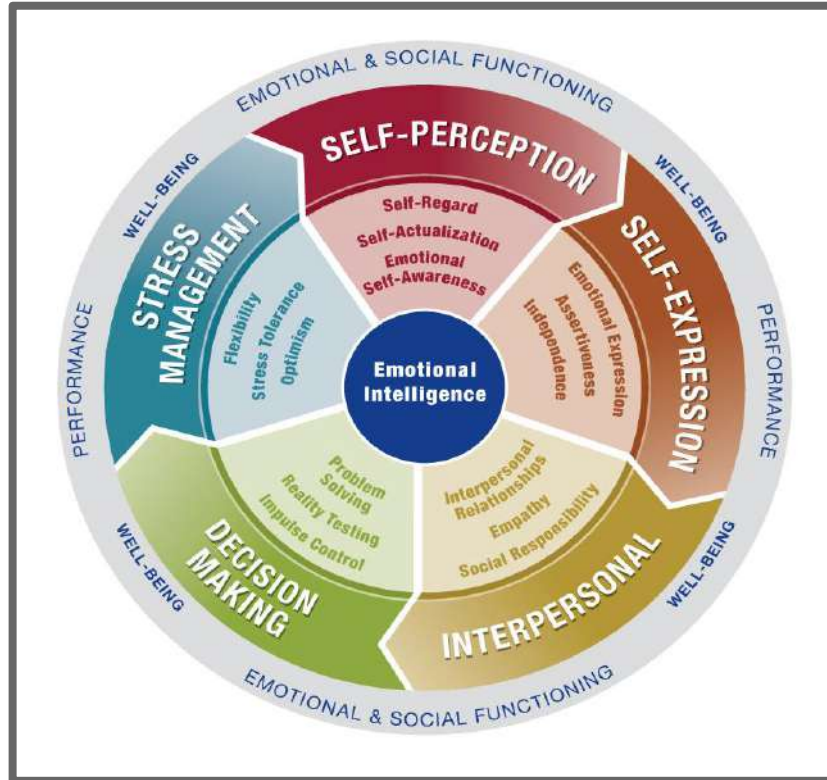 EMOTIONAL & SOCIAL FUNCTIONING
WELL-BEING
WELL-BEING
PERFORMANCE
PERFORMANCE
WELL-BEING
WELL-BEING
EMOTIONAL & SOCIAL FUNCTIONING
SELF-PERCEPTION
Self-Regard
Self-Actualization
Emotional
Self-Awareness
SELF-EXPRESSION
Emotional Expression
Assertiveness
Independence
INTERPERSONAL
Interpersonal
Relationships
Empathy
Social Responsibility
DECISION
MAKING
Problem
Solving
Reality Testing
Impulse Control
STRESS
MANAGEMENT
Flexibility
Stress Tolerance
Optimism
Emotional
Intelligence